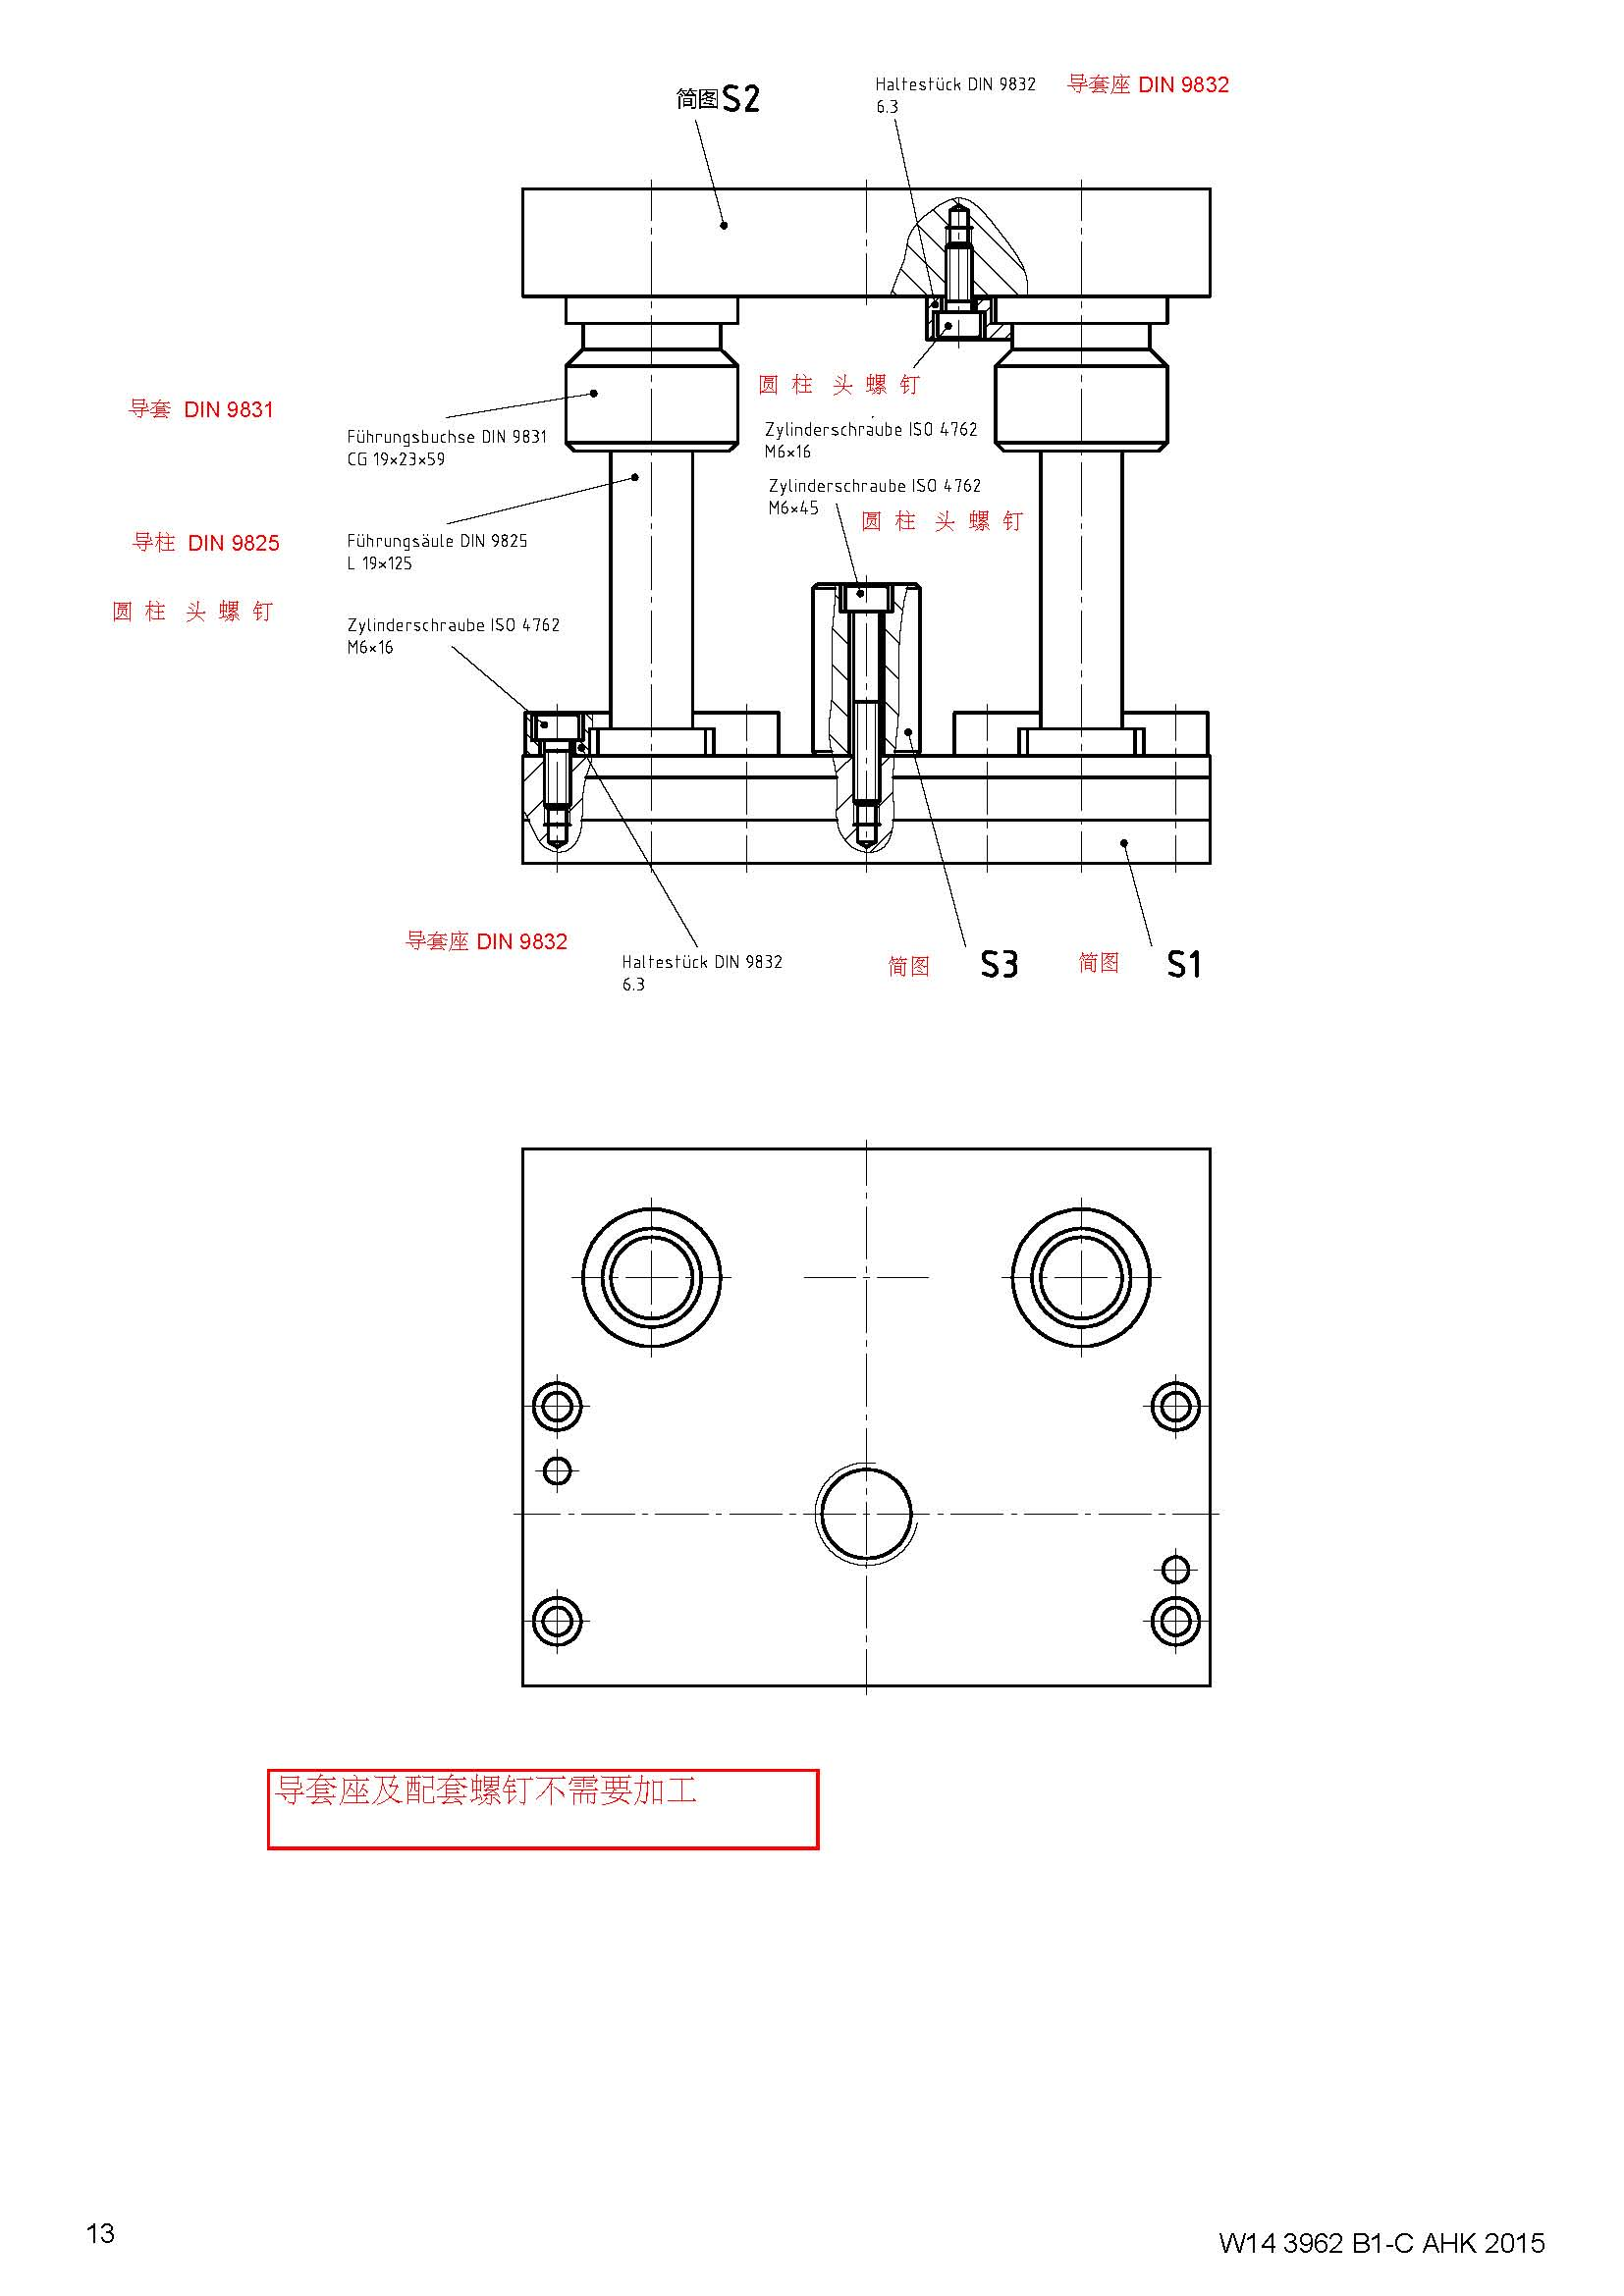 简图S2
Haltestück DIN 9832
6.3
导套座 DIN 9832
圆 柱 头 螺 钉
导套 DIN 9831
Führungsbuchse DIN 9831
CG 19×23×59
Zylinderschraube ISO 4762
M6×16
Zylinderschraube ISO 4762
M6×45
圆 柱 头 螺 钉
导柱 DIN 9825
Führungsäule DIN 9825
L 19×125
圆 柱 头 螺 钉
Zylinderschraube ISO 4762
M6×16
导套座 DIN 9832
Haltestück DIN 9832
6.3
简图 S3
简图 S1
导套座及配套螺钉不需要加工
13
W14 3962 B1-C AHK 2015